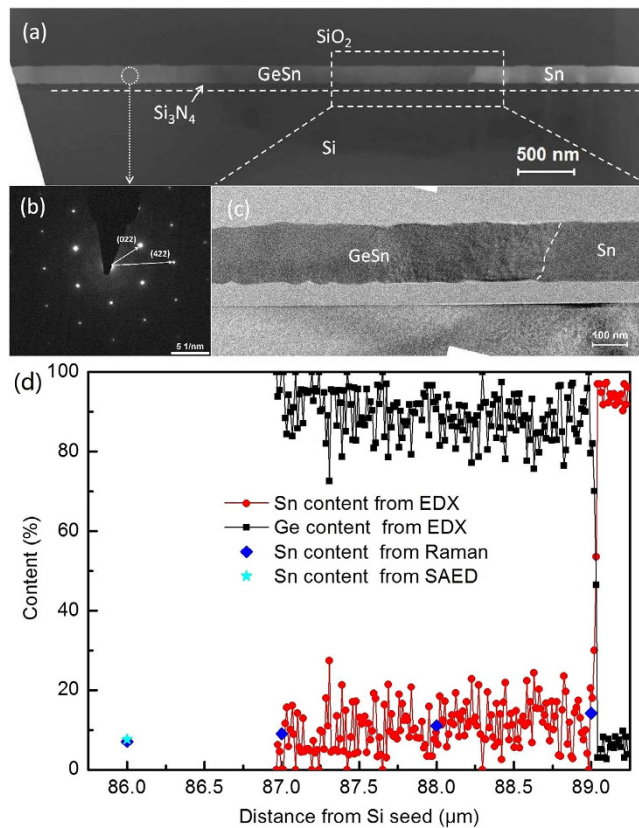 (a)
SiO2
GeSn
Sn
Si3N4
Si
500 nm
(b)
(022)
(422)
5 1/nm
(c)
GeSn
Sn
100 nm
(d)
100
80
60
40
20
0
Content (%)
Sn content from EDX
Ge content from EDX
Sn content from Raman
Sn content from SAED
86.0 86.5 87.0 87.5 88.0 88.5 89.0
Distance from Si seed (μm)